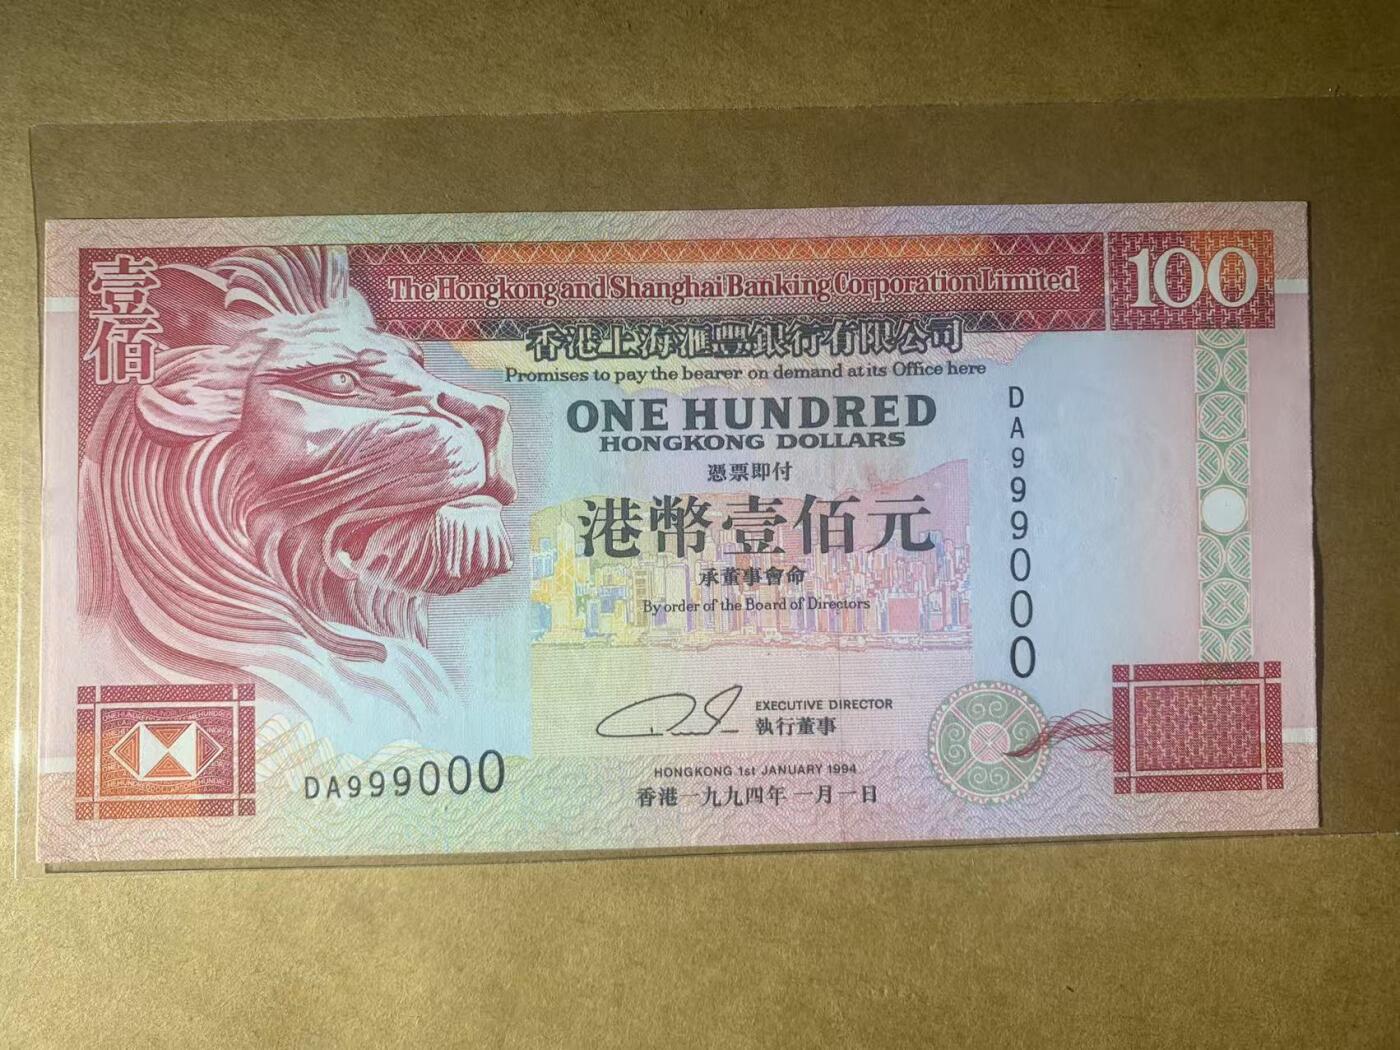 壹佰
The Hongkong and Shanghai Banking Corporation Limited
100
香港上海滙豐銀行有限公司
Promises to pay the bearer on demand at its Office here
ONE HUNDRED
HONGKONG DOLLARS
憑票即付
港幣壹佰元
承董事會命
By order of the Board of Directors
DA999000
EXECUTIVE DIRECTOR
執行董事
DA999000
HONGKONG 1st JANUARY 1994
香港一九九四年一月一日